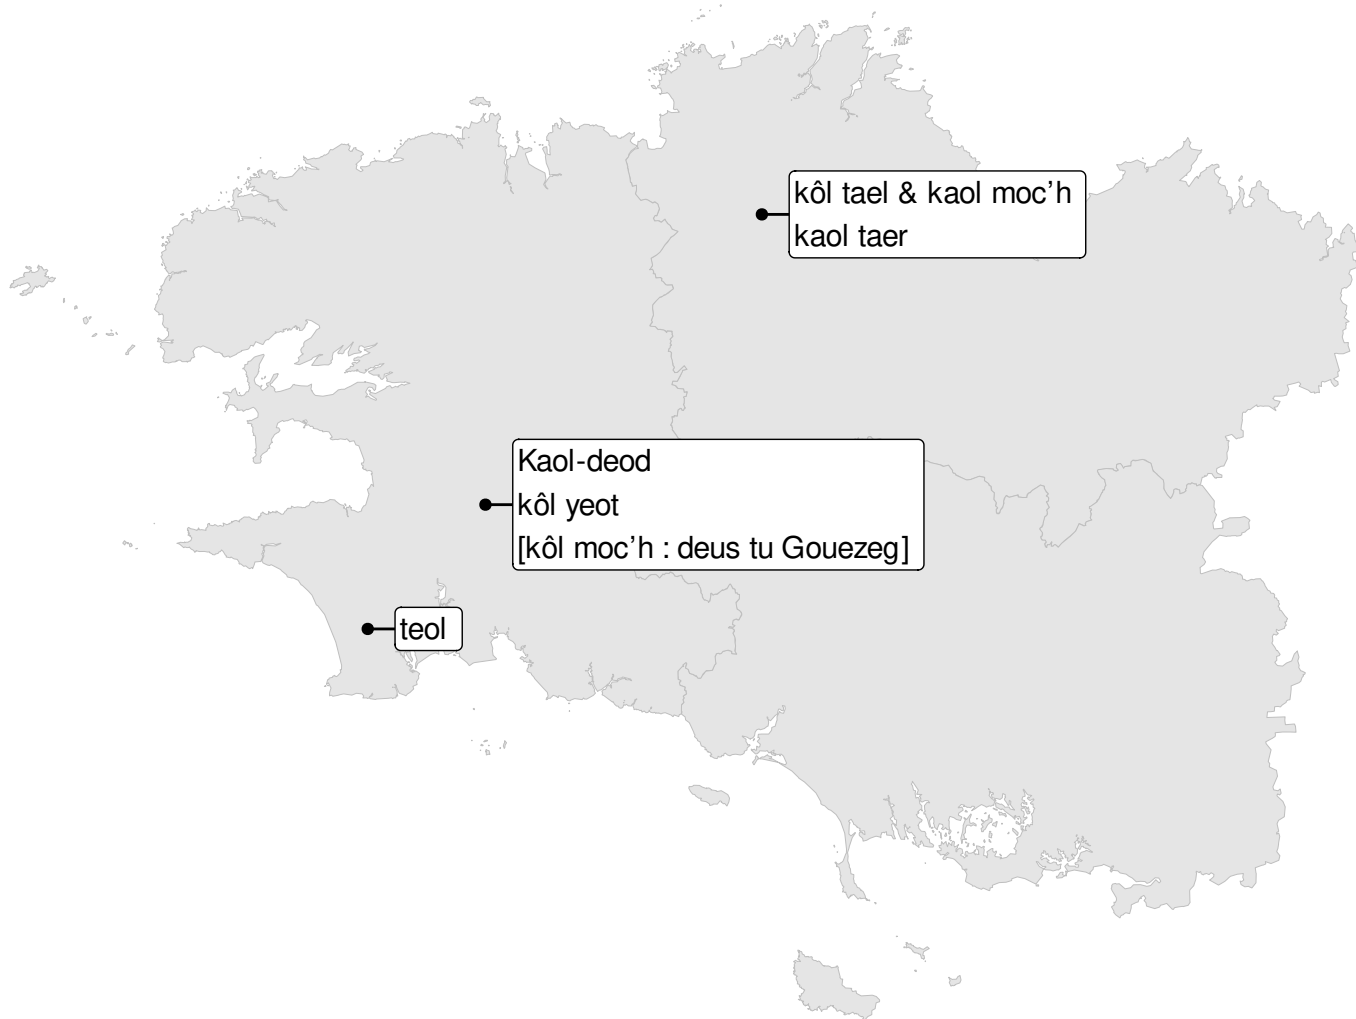 kôl tael & kaol moc’h
kaol taer
Kaol-deod
kôl yeot
[kôl moc’h : deus tu Gouezeg]
teol